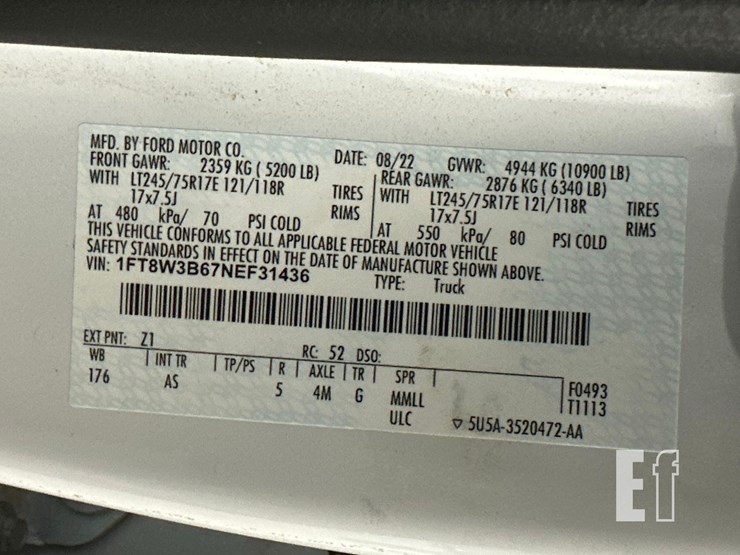 MFD. BY FORD MOTOR CO.
DATE: 08/22 GVWR: 4944 KG (10900 LB)
FRONT GAWR: 2359 KG ( 5200 LB) REAR GAWR: 2876 KG ( 6340 LB)
WITH LT245/75R17E 121/118R TIRES WITH LT245/75R17E 121/118R TIRES
17x7.5J RIMS 17x7.5J RIMS
AT 480 kPa/ 70 PSI COLD AT 550 kPa/ 80 PSI COLD
THIS VEHICLE CONFORMS TO ALL APPLICABLE FEDERAL MOTOR VEHICLE
SAFETY STANDARDS IN EFFECT ON THE DATE OF MANUFACTURE SHOWN ABOVE.
VIN: 1FT8W3B67NEF31436 TYPE: Truck
EXT PNT: Z1 RC: 52 DSO:
WB INT TR TP/PS R AXLE TR SPR F0493
176 AS 5 4M G MMLL T1113
ULC ▽ 5U5A-3520472-AA
Ef